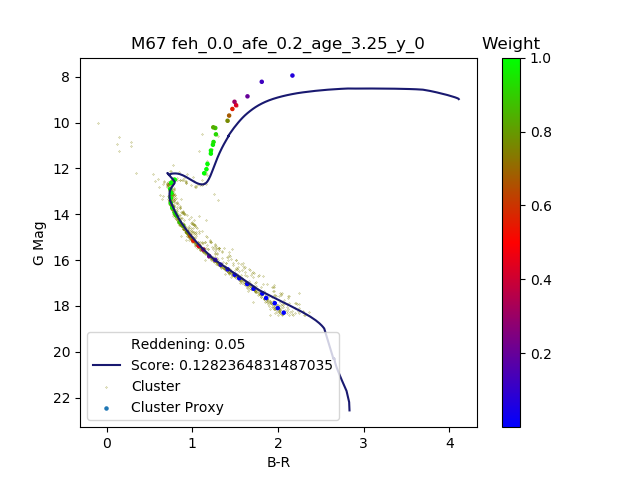 M67 feh_0.0_afe_0.2_age_3.25_y_0
Weight
8
10
12
14
16
18
20
22
G Mag
0
1
2
3
4
B-R
Reddening: 0.05
Score: 0.1282364831487035
Cluster
Cluster Proxy
1.0
0.8
0.6
0.4
0.2